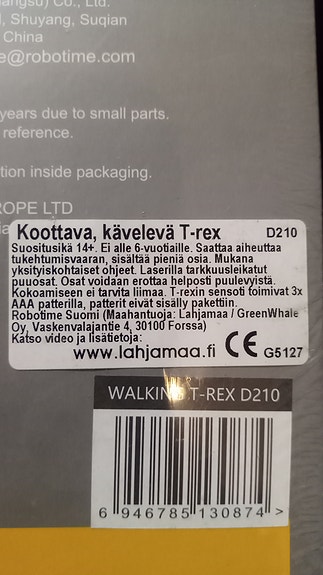 angsu) Co., Ltd.
l, Shuyang, Suqian
China
e@robotime.com
years due to small parts.
reference.
tion inside packaging.
ROPE LTD
Koottava, kävelevä T-rex D210
Suositusikä 14+. Ei alle 6-vuotiaille. Saattaa aiheuttaa
tukehtumisvaaran, sisältää pieniä osia. Mukana
yksityiskohtaiset ohjeet. Laserilla tarkkuusleikatut
puuosat. Osat voidaan erottaa helposti puulevyistä.
Kokoamiseen ei tarvita liimaa. T-rexin sensoti toimivat 3x
AAA patterilla, patterit eivät sisälly pakettiin.
Robotime Suomi (Maahantuoja: Lahjamaa / GreenWhale
Oy, Vaskenvalajantie 4, 30100 Forssa)
Katso video ja lisätietoja:
www.lahjamaa.fi CE G5127
WALKING T-REX D210
6 946785 130874 >